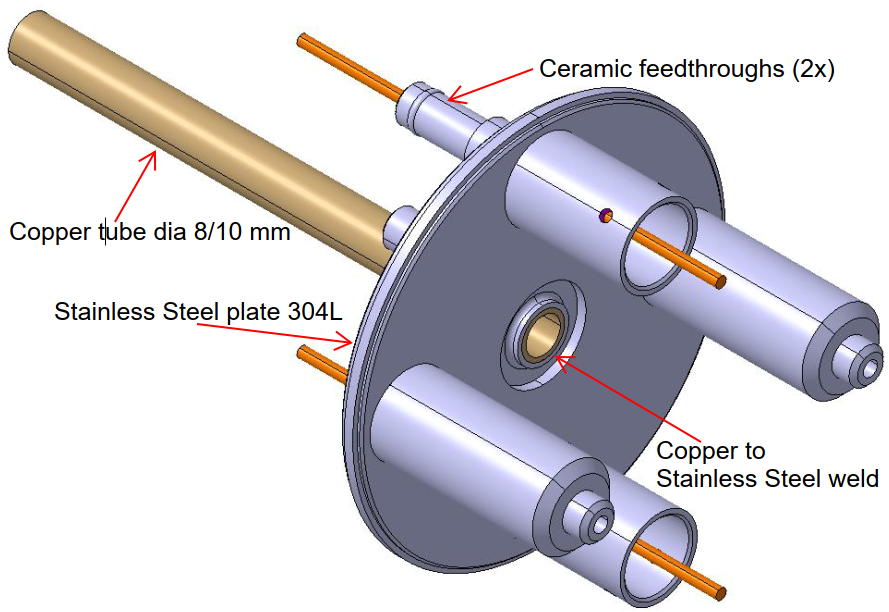 Ceramic feedthroughs (2x)
Copper tube dia 8/10 mm
Stainless Steel plate 304L
Copper to
Stainless Steel weld